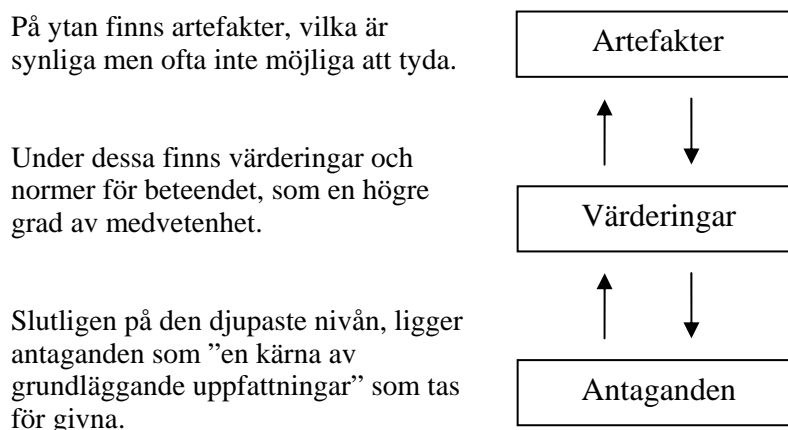 På ytan finns artefakter, vilka är
synliga men ofta inte möjliga att tyda.
Artefakter
Under dessa finns värderingar och
normer för beteendet, som en högre
grad av medvetenhet.
Värderingar
Slutligen på den djupaste nivån, ligger
antaganden som ”en kärna av
grundläggande uppfattningar” som tas
för givna.
Antaganden